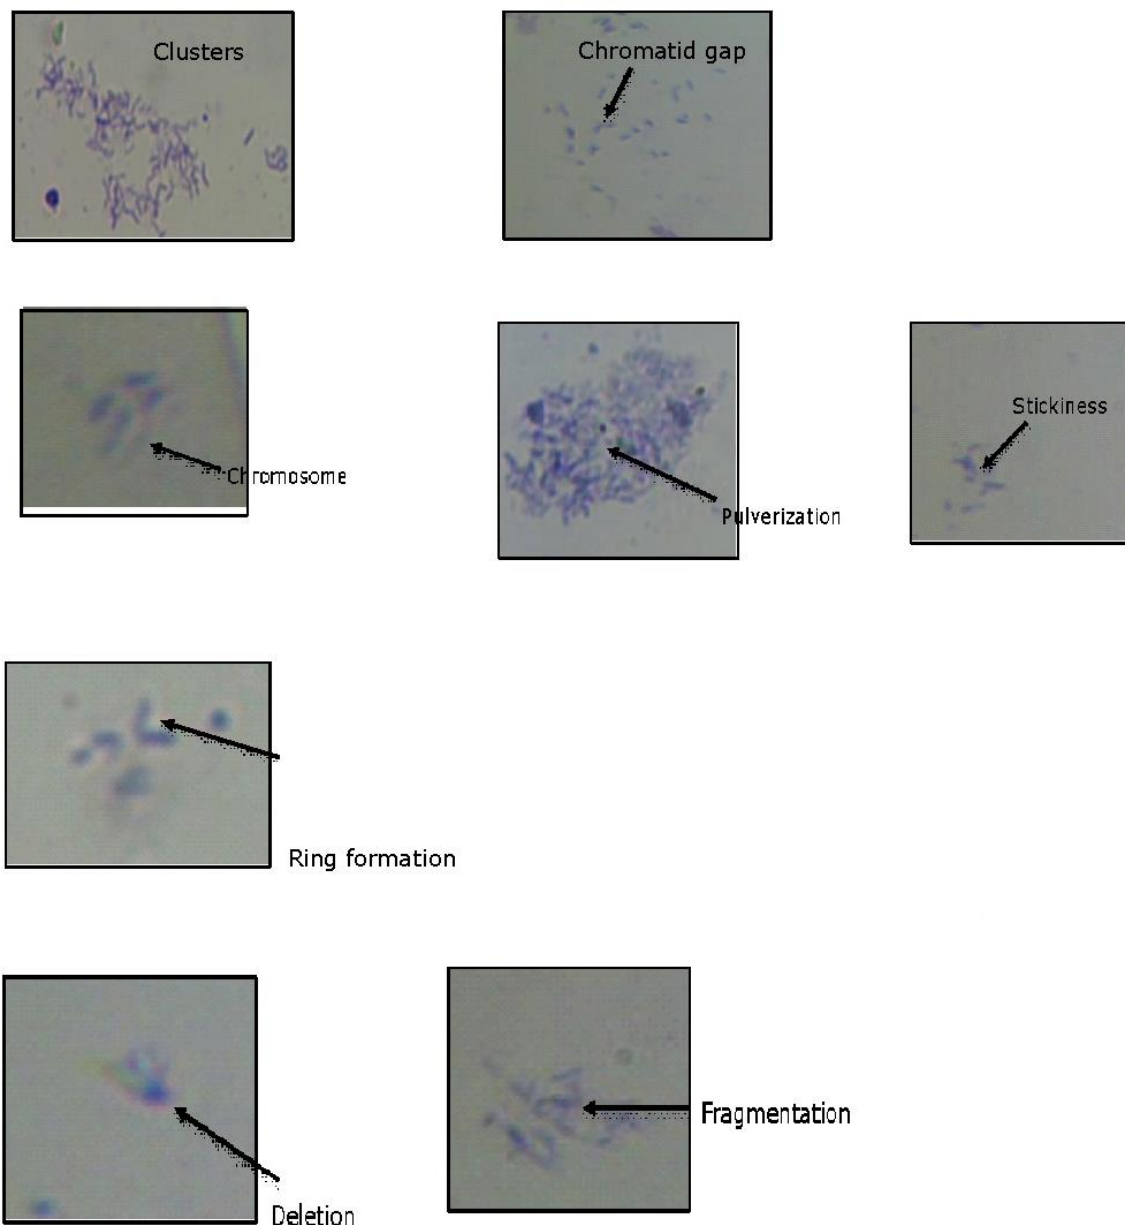 Clusters
Chromatid gap
Chromosome
Pulverization
Stickiness
Ring formation
Deletion
Fragmentation